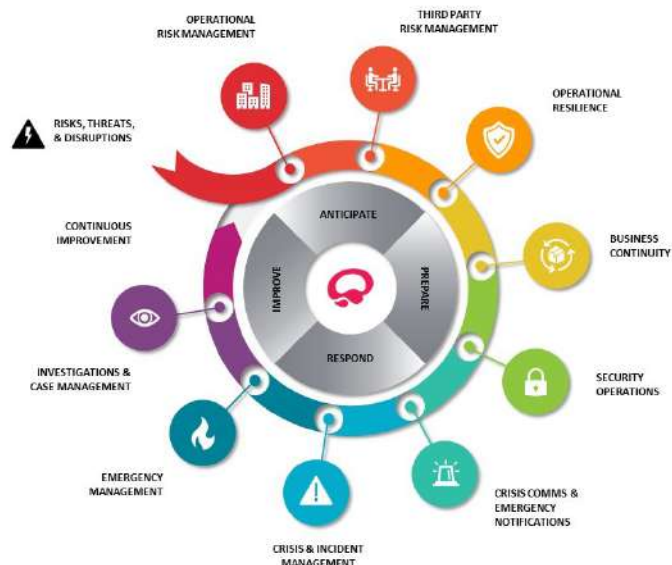 OPERATIONAL
RISK MANAGEMENT
THIRD PARTY
RISK MANAGEMENT
OPERATIONAL
RESILIENCE
RISKS, THREATS,
& DISRUPTIONS
CONTINUOUS
IMPROVEMENT
ANTICIPATE
PREPARE
RESPOND
IMPROVE
BUSINESS
CONTINUITY
SECURITY
OPERATIONS
CRISIS COMMS &
EMERGENCY
NOTIFICATIONS
CRISIS & INCIDENT
MANAGEMENT
EMERGENCY
MANAGEMENT
INVESTIGATIONS &
CASE MANAGEMENT